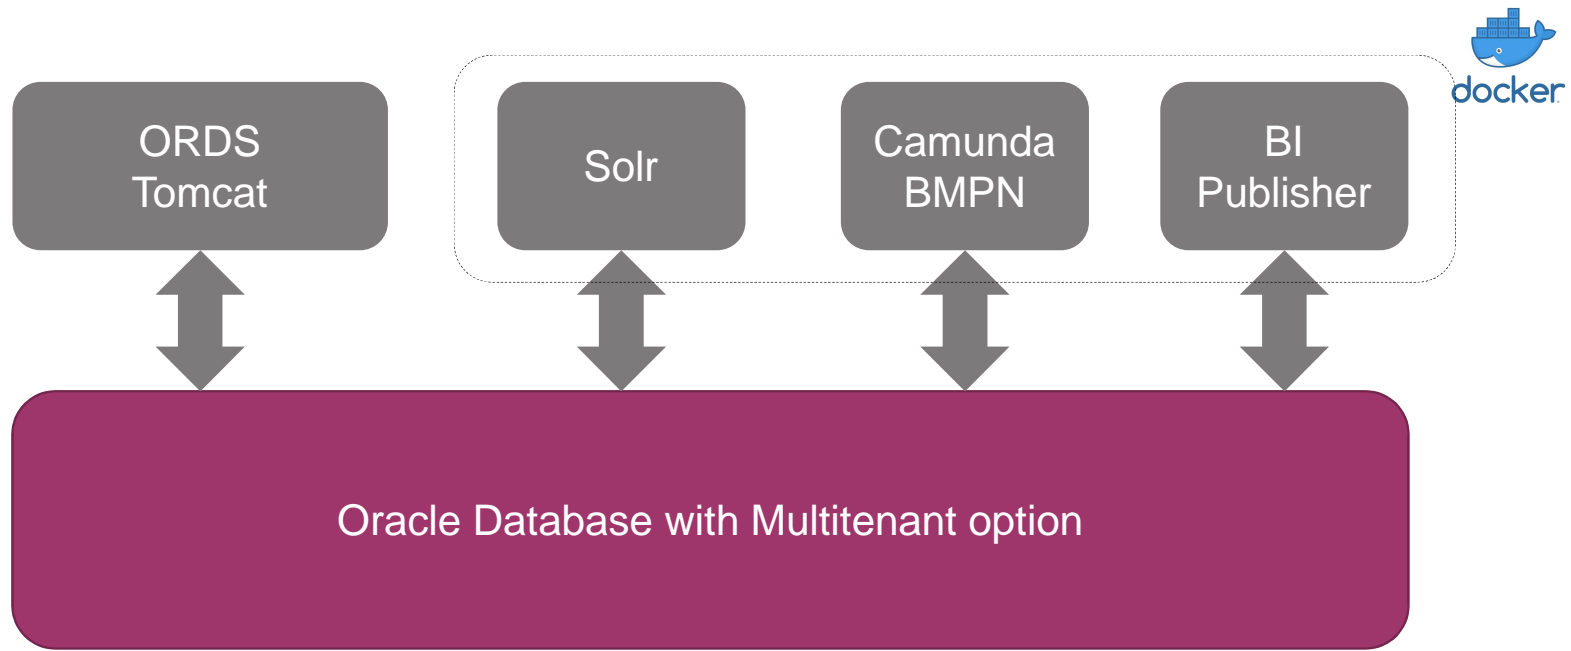 docker
ORDS
Tomcat
Solr
Camunda
BMPN
BI
Publisher
Oracle Database with Multitenant option